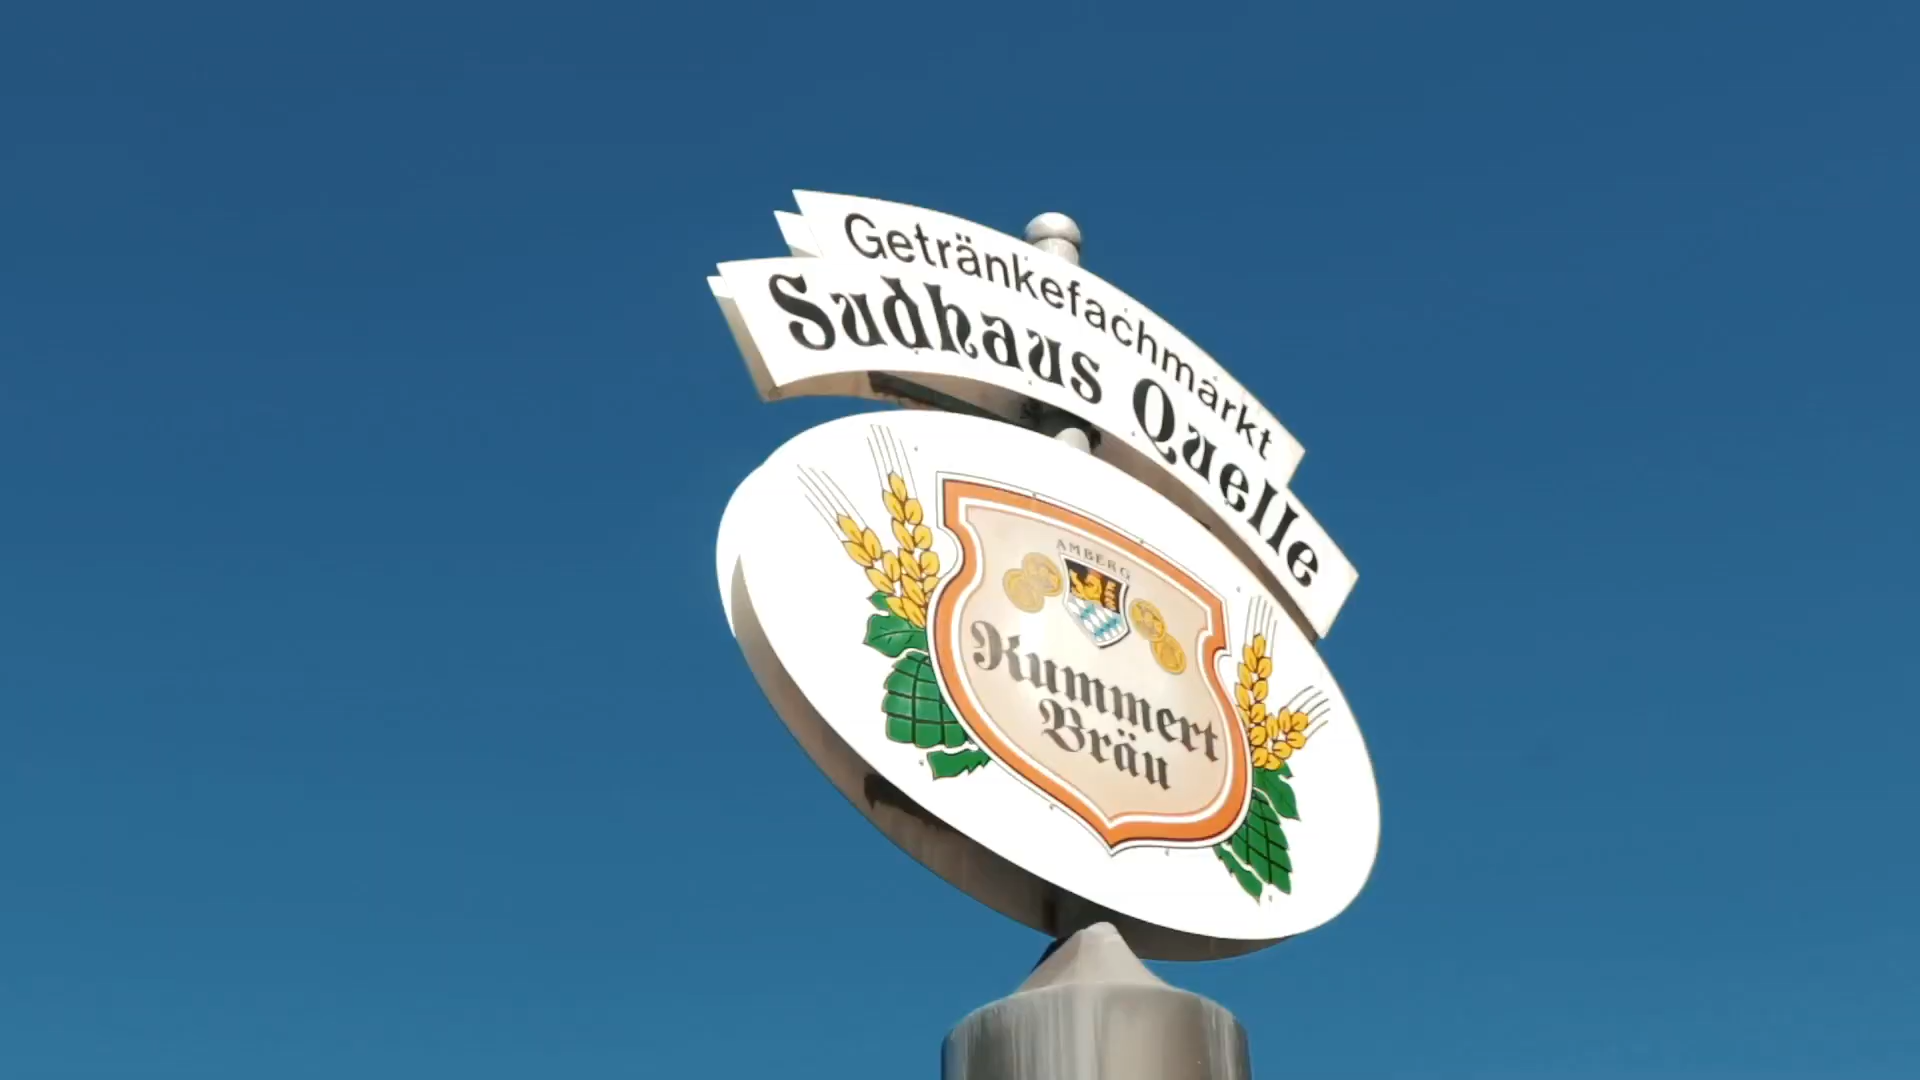 Getränkefachmarkt
Sudhaus Quelle
AMBERG
Kummert
Bräu